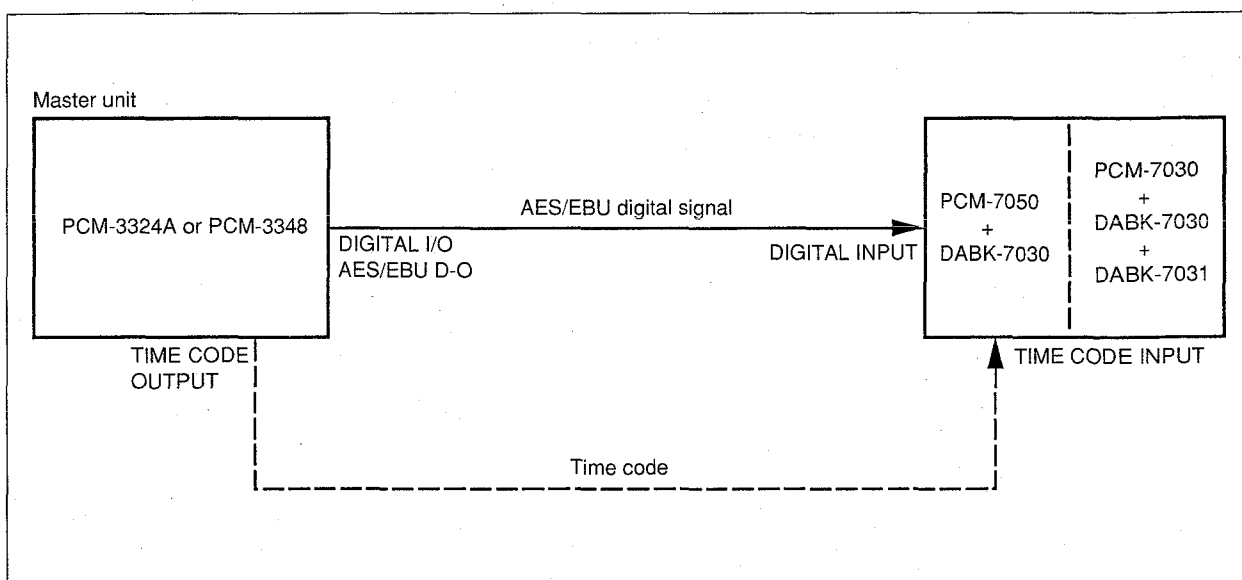 Master unit
PCM-3324A or PCM-3348
AES/EBU digital signal
DIGITAL I/O
AES/EBU D-O
DIGITAL INPUT
PCM-7050
+
DABK-7030
PCM-7030
+
DABK-7030
+
DABK-7031
TIME CODE
OUTPUT
TIME CODE INPUT
Time code